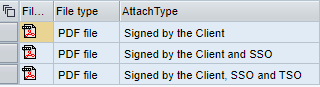 Fil... File type AttachType
PDF file Signed by the Client
PDF file Signed by the Client and SSO
PDF file Signed by the Client, SSO and TSO